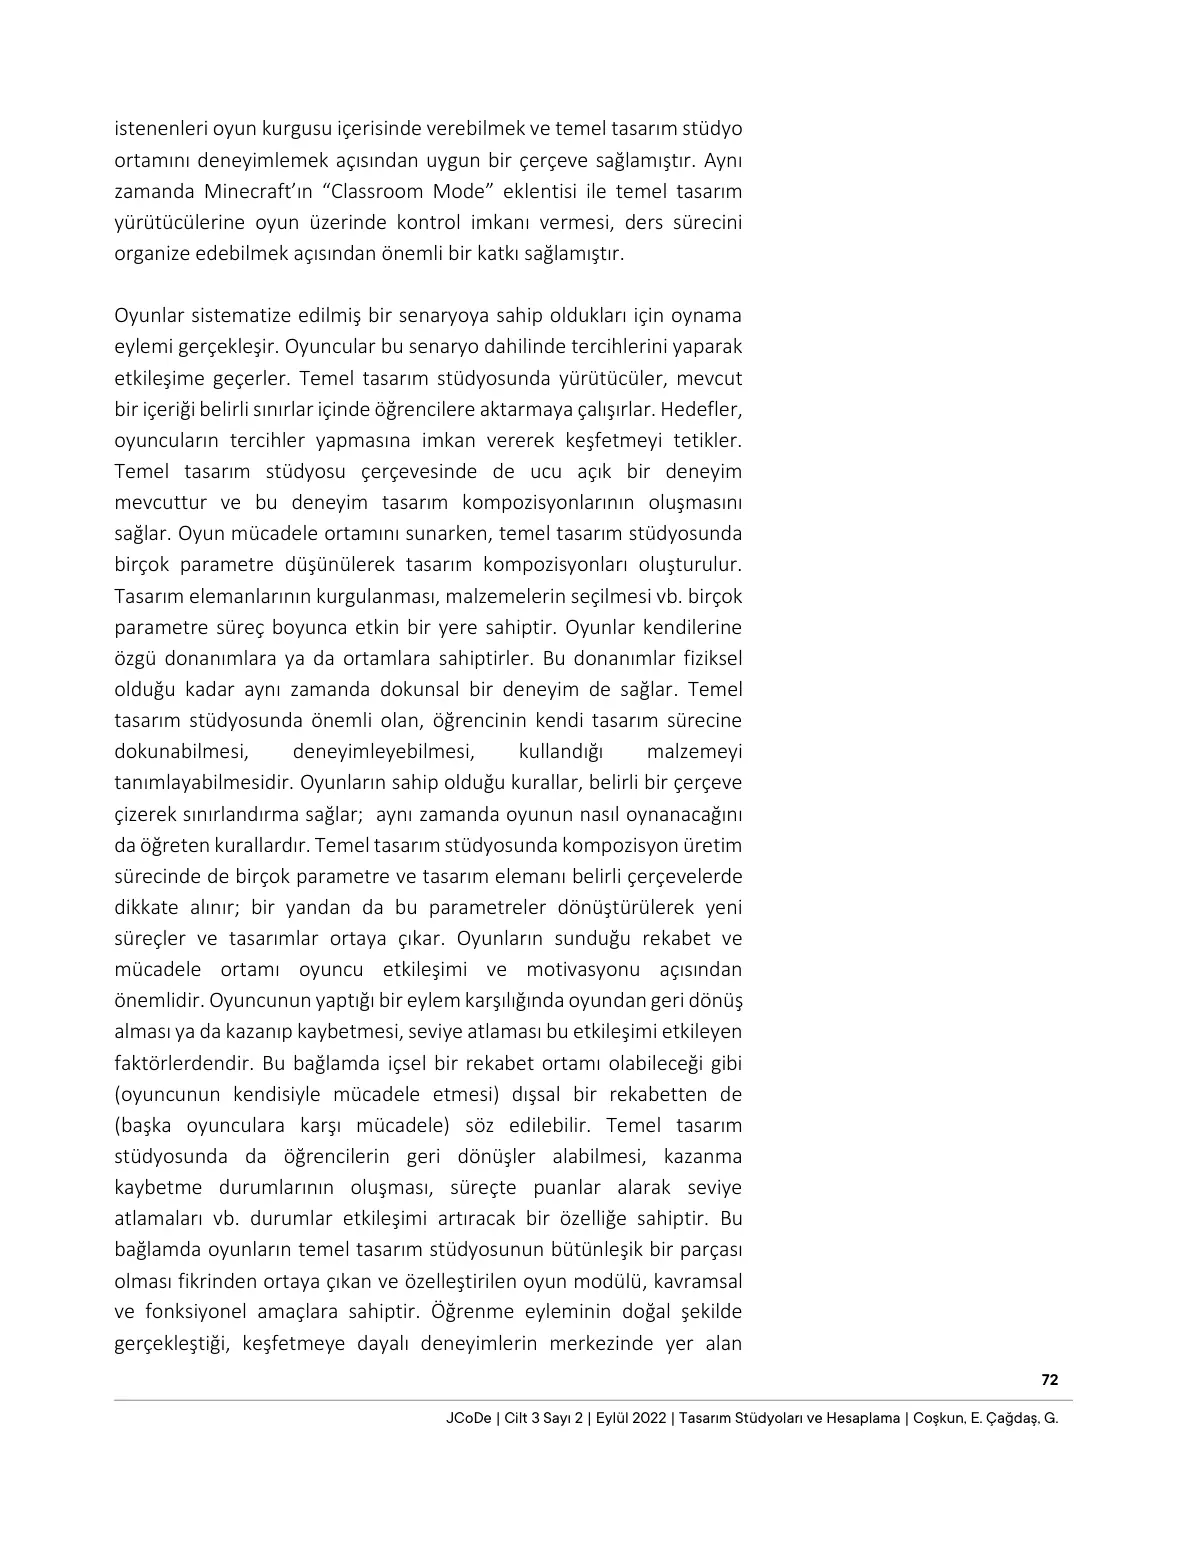 istenenleri oyun kurgusu içerisinde verebilmek ve temel tasarım stüdyo
ortamını deneyimlemek açısından uygun bir çerçeve sağlamıştır. Aynı
zamanda Minecraft’ın “Classroom Mode” eklentisi ile temel tasarım
yürütücülerine oyun üzerinde kontrol imkanı vermesi, ders sürecini
organize edebilmek açısından önemli bir katkı sağlamıştır.
Oyunlar sistematize edilmiş bir senaryoya sahip oldukları için oynama
eylemi gerçekleşir. Oyuncular bu senaryo dahilinde tercihlerini yaparak
etkileşime geçerler. Temel tasarım stüdyosunda yürütücüler, mevcut
bir içeriği belirli sınırlar içinde öğrencilere aktarmaya çalışırlar. Hedefler,
oyuncuların tercihler yapmasına imkan vererek keşfetmeyi tetikler.
Temel tasarım stüdyosu çerçevesinde de ucu açık bir deneyim
mevcuttur ve bu deneyim tasarım kompozisyonlarının oluşmasını
sağlar. Oyun mücadele ortamını sunarken, temel tasarım stüdyosunda
birçok parametre düşünülerek tasarım kompozisyonları oluşturulur.
Tasarım elemanlarının kurgulanması, malzemelerin seçilmesi vb. birçok
parametre süreç boyunca etkin bir yere sahiptir. Oyunlar kendilerine
özgü donanımlara ya da ortamlara sahiptirler. Bu donanımlar fiziksel
olduğu kadar aynı zamanda dokunsal bir deneyim de sağlar. Temel
tasarım stüdyosunda önemli olan, öğrencinin kendi tasarım sürecine
dokunabilmesi, deneyimleyebilmesi, kullandığı malzemeyi
tanımlayabilmesidir. Oyunların sahip olduğu kurallar, belirli bir çerçeve
çizerek sınırlandırma sağlar;  aynı zamanda oyunun nasıl oynanacağını
da öğreten kurallardır. Temel tasarım stüdyosunda kompozisyon üretim
sürecinde de birçok parametre ve tasarım elemanı belirli çerçevelerde
dikkate alınır; bir yandan da bu parametreler dönüştürülerek yeni
süreçler ve tasarımlar ortaya çıkar. Oyunların sunduğu rekabet ve
mücadele ortamı oyuncu etkileşimi ve motivasyonu açısından
önemlidir. Oyuncunun yaptığı bir eylem karşılığında oyundan geri dönüş
alması ya da kazanıp kaybetmesi, seviye atlaması bu etkileşimi etkileyen
faktörlerdendir. Bu bağlamda içsel bir rekabet ortamı olabileceği gibi
(oyuncunun kendisiyle mücadele etmesi) dışsal bir rekabetten de
(başka oyunculara karşı mücadele) söz edilebilir. Temel tasarım
stüdyosunda da öğrencilerin geri dönüşler alabilmesi, kazanma
kaybetme durumlarının oluşması, süreçte puanlar alarak seviye
atlamaları vb. durumlar etkileşimi artıracak bir özelliğe sahiptir. Bu
bağlamda oyunların temel tasarım stüdyosunun bütünleşik bir parçası
olması fikrinden ortaya çıkan ve özelleştirilen oyun modülü, kavramsal
ve fonksiyonel amaçlara sahiptir. Öğrenme eyleminin doğal şekilde
gerçekleştiği, keşfetmeye dayalı deneyimlerin merkezinde yer alan
72
JCoDe | Cilt 3 Sayı 2 | Eylül 2022 | Tasarım Stüdyoları ve Hesaplama | Coşkun, E. Çağdaş, G.